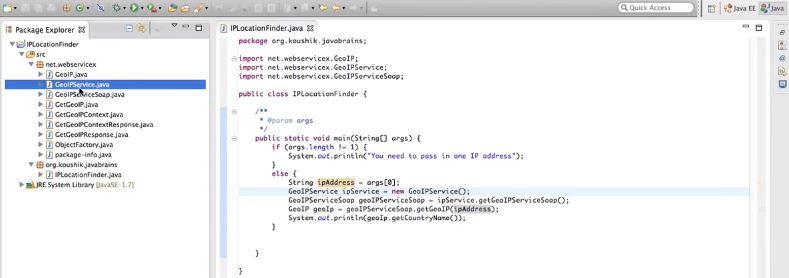 Quick Access
Java EE
Java
Package Explorer
IPLocationFinder
src
net.webservicex
GeoIP.java
GeoIPService.java
GeoIPServiceSoap.java
GetGeoIP.java
GetGeoIPContext.java
GetGeoIPContextResponse.java
GetGeoIPResponse.java
ObjectFactory.java
package-info.java
org.koushik.javabrains
IPLocationFinder.java
JRE System Library [JavaSE-1.7]
IPLocationFinder.java
package org.koushik.javabrains;
import net.webservicex.GeoIP;
import net.webservicex.GeoIPService;
import net.webservicex.GeoIPServiceSoap;
public class IPLocationFinder {
/**
* @param args
*/
public static void main(String[] args) {
if (args.length != 1) {
System.out.println("You need to pass in one IP address");
}
else {
String ipAddress = args[0];
GeoIPService ipService = new GeoIPService();
GeoIPServiceSoap geoIPServiceSoap = ipService.getGeoIPServiceSoap();
GeoIP geoIp = geoIPServiceSoap.getGeoIP(ipAddress);
System.out.println(geoIp.getCountryName());
}
}
}